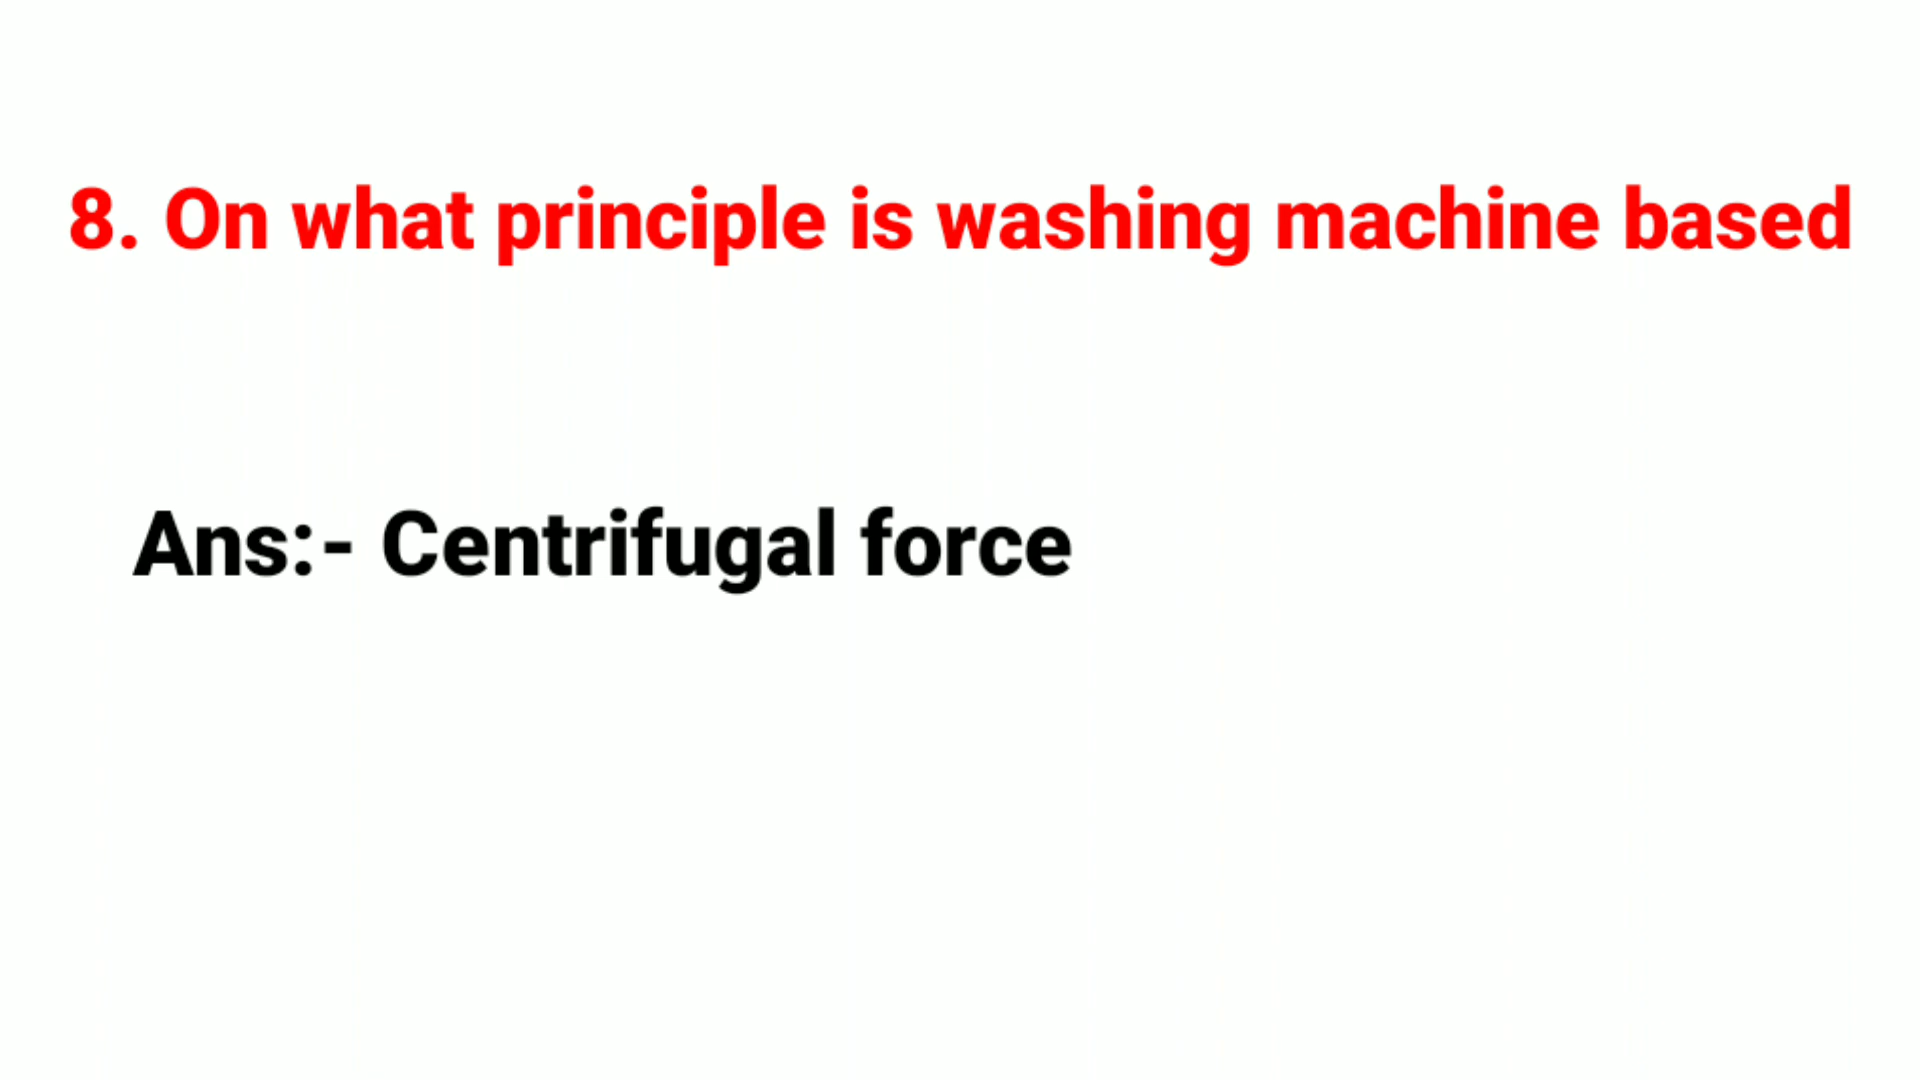 8. On what principle is washing machine based
Ans:- Centrifugal force